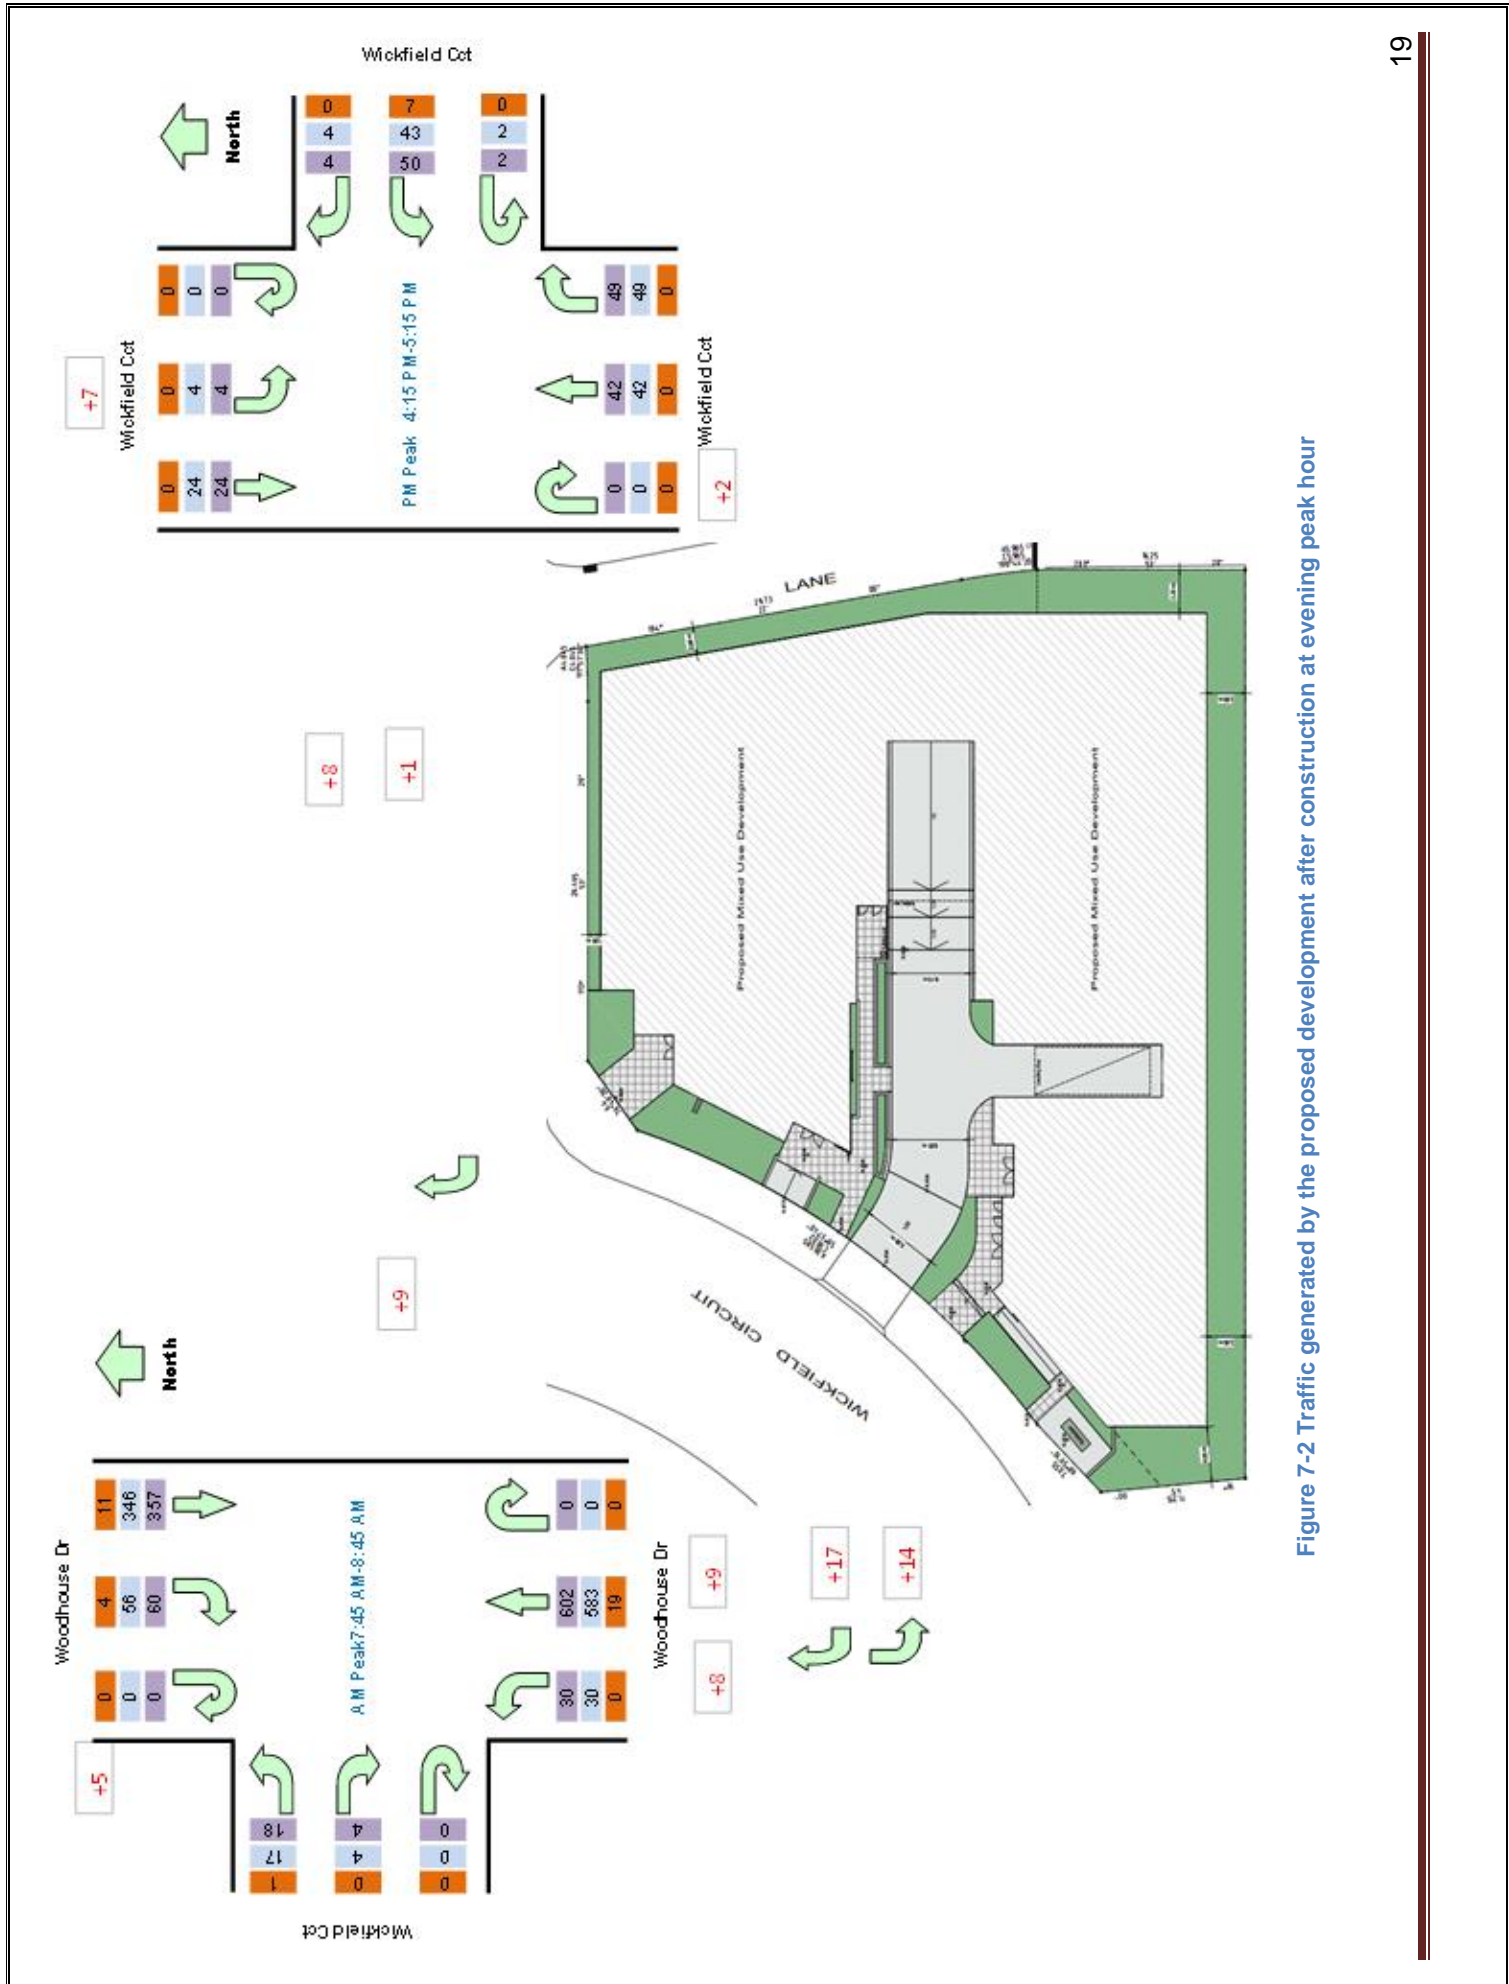 19
Wickfield Cct
North
0 4 4
7 43 50
0 2 2
+7
Wickfield Cct
0 0 0
0 4 4
0 24 24
PM Peak 4:15 PM-5:15 PM
49 49 0
42 42 0
0 0 0
Wickfield Cct
+2
+8
+1
+9
North
Woodhouse Dr
11 346 357
4 56 60
0 0 0
+5
AM Peak7:45 AM-8:45 AM
0 0 0
602 583 19
30 30 0
Woodhouse Dr
18 17 1
4 4 0
0 0 0
Wickfield Cct
+9
+8
+17
+14
LANE
Proposed Mixed Use Development
Proposed Mixed Use Development
WICKFIELD CIRCUIT
Figure 7-2 Traffic generated by the proposed development after construction at evening peak hour